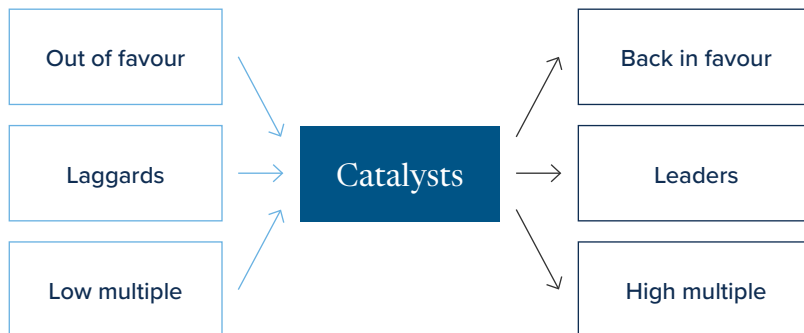 Out of favour
Laggards
Low multiple
Catalysts
Back in favour
Leaders
High multiple